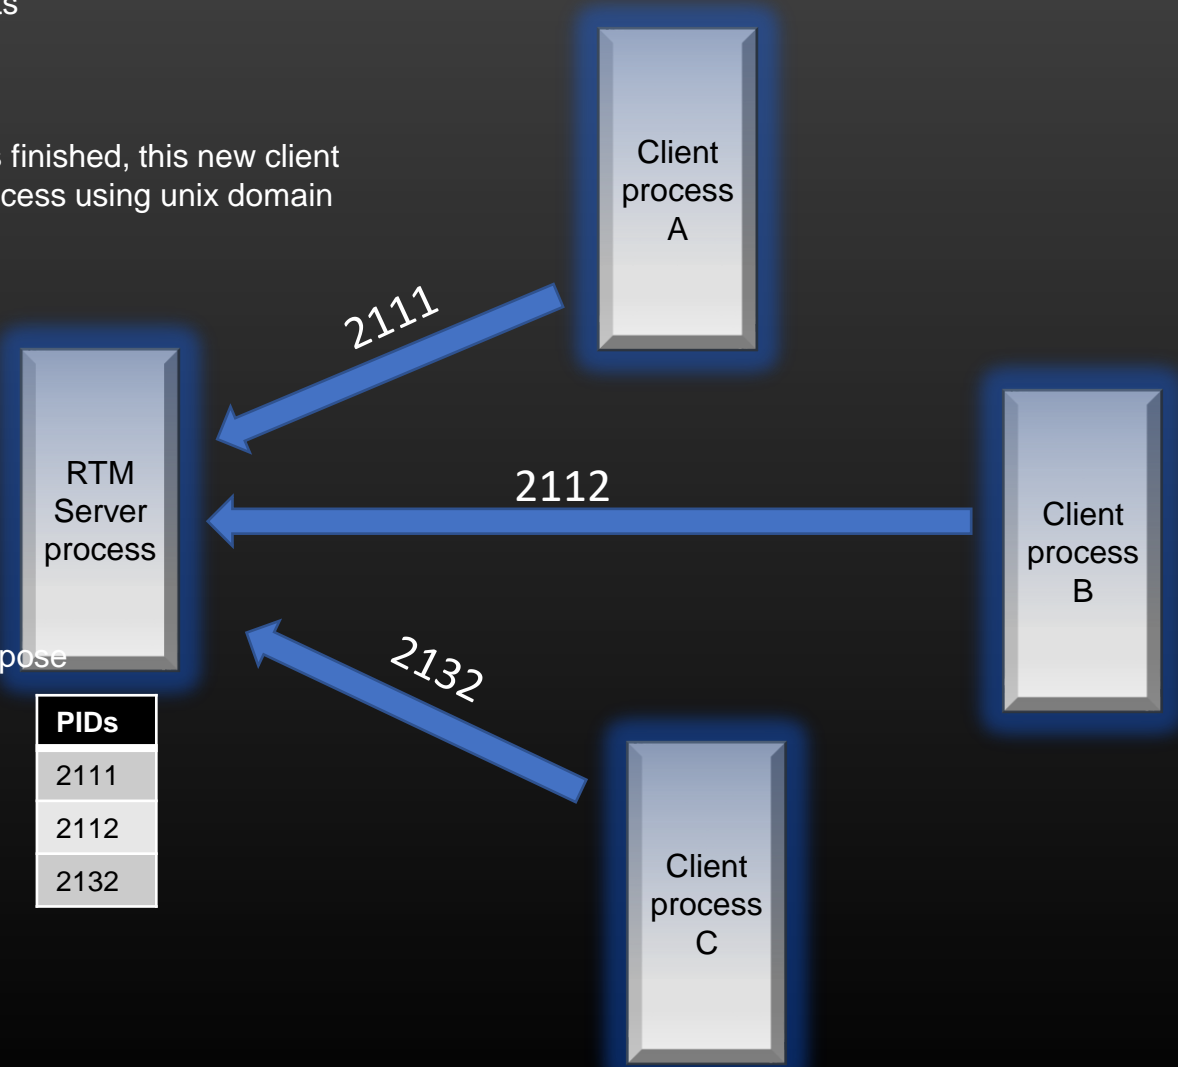 s finished, this new client
cess using unix domain
Client
process
A
2111
RTM
Server
process
2112
Client
process
B
2132
pose
PIDs
2111
2112
2132
Client
process
C